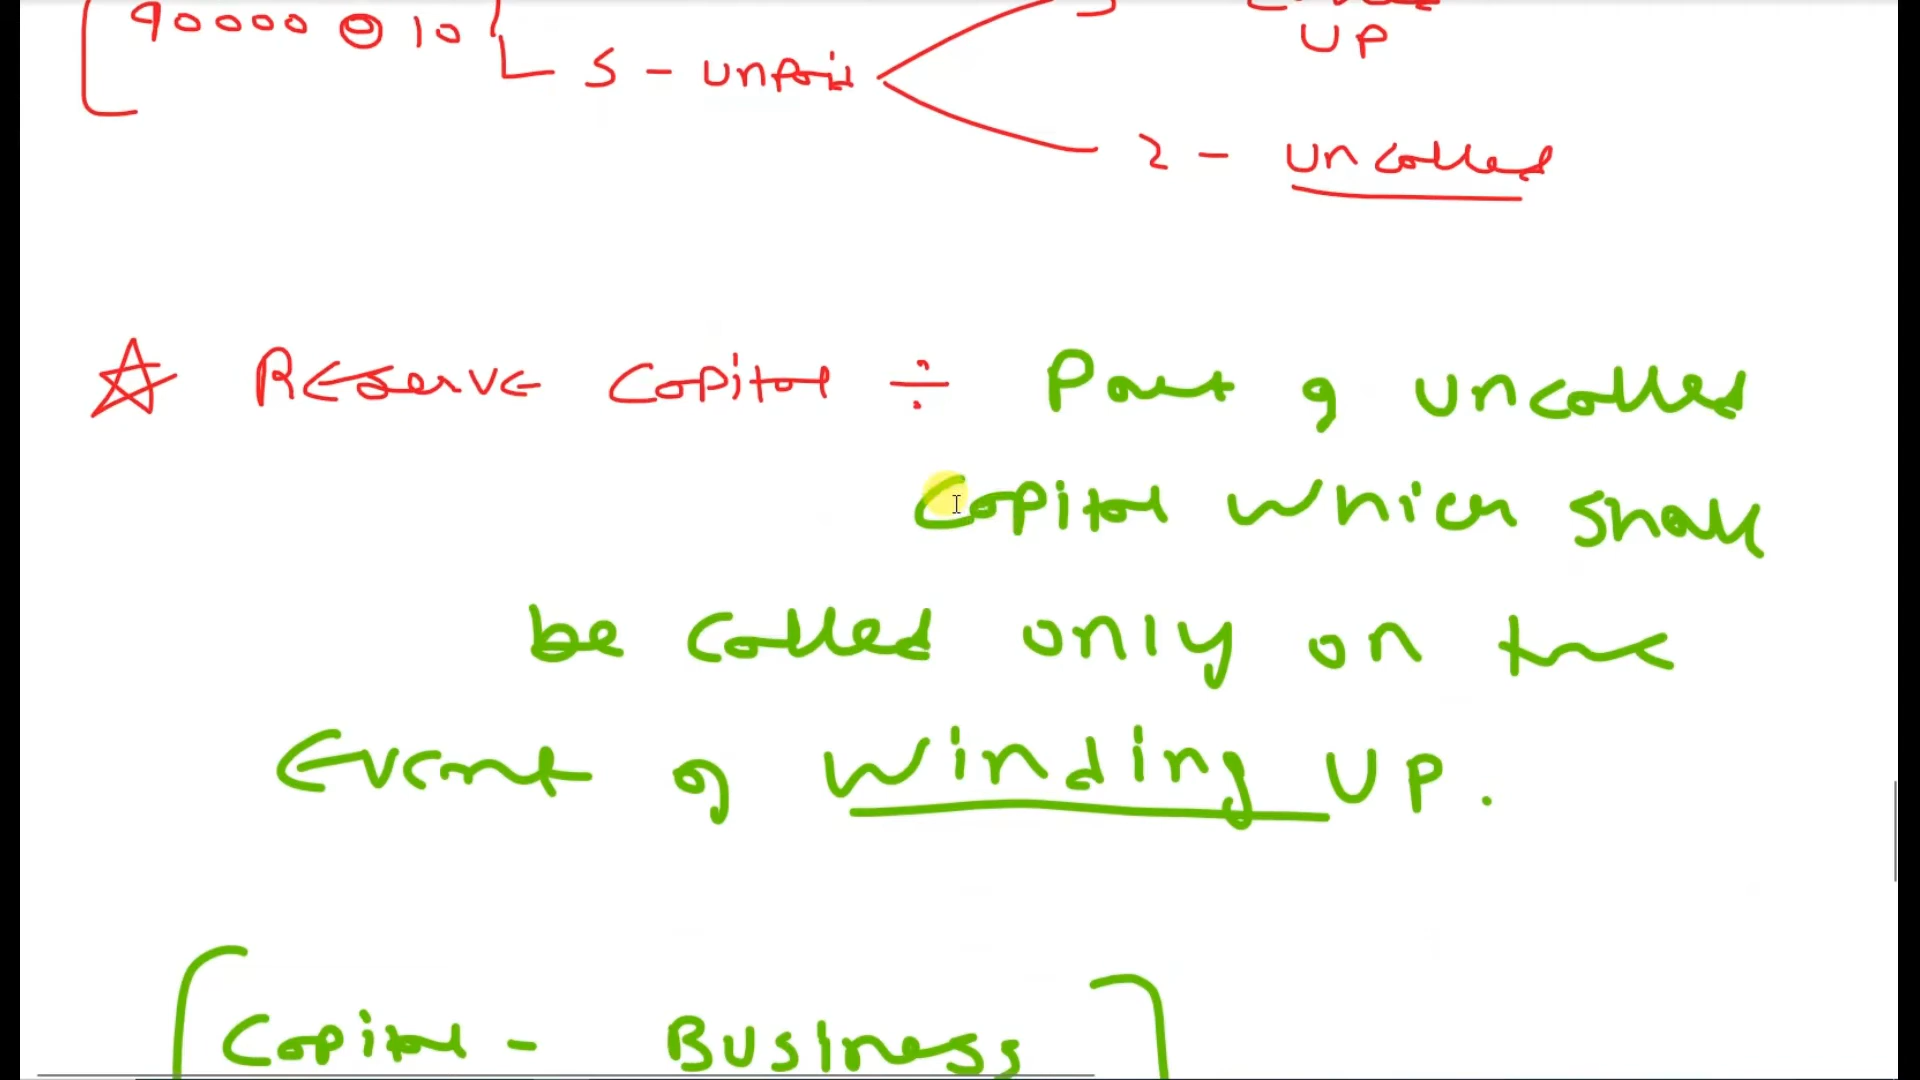 90000 @ 10
UP
5 - unpaid
2 - uncalled
Reserve Capital ÷ Part of uncalled
Capital which shall
be called only on the
Event of Winding UP.
Capital - Business